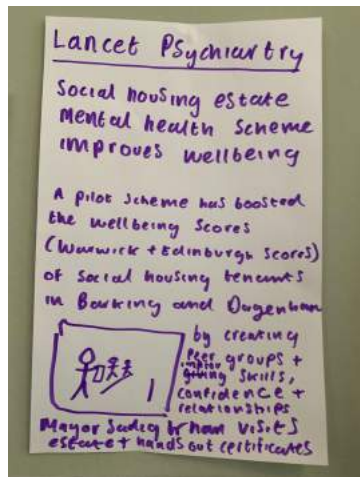 Lancet Psychiartry
Social housing estate
Mental health Scheme
improves wellbeing
A pilot scheme has boosted
the wellbeing scores
(Warwick + Edinburgh scores)
of social housing tenants
in Barking and Dagenham
by creating
peer groups +
skills,
confidence +
relationships
Mayor Sadiq Khan visits
estate + hands out certificates